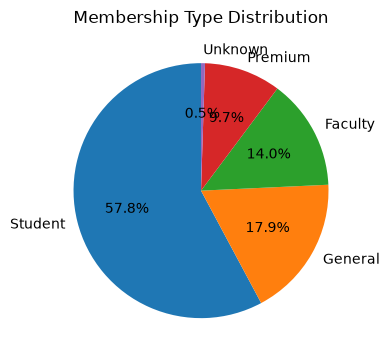 Membership Type Distribution
Unknown
Premium
0.5%
9.7%
Faculty
14.0%
57.8%
Student
17.9%
General